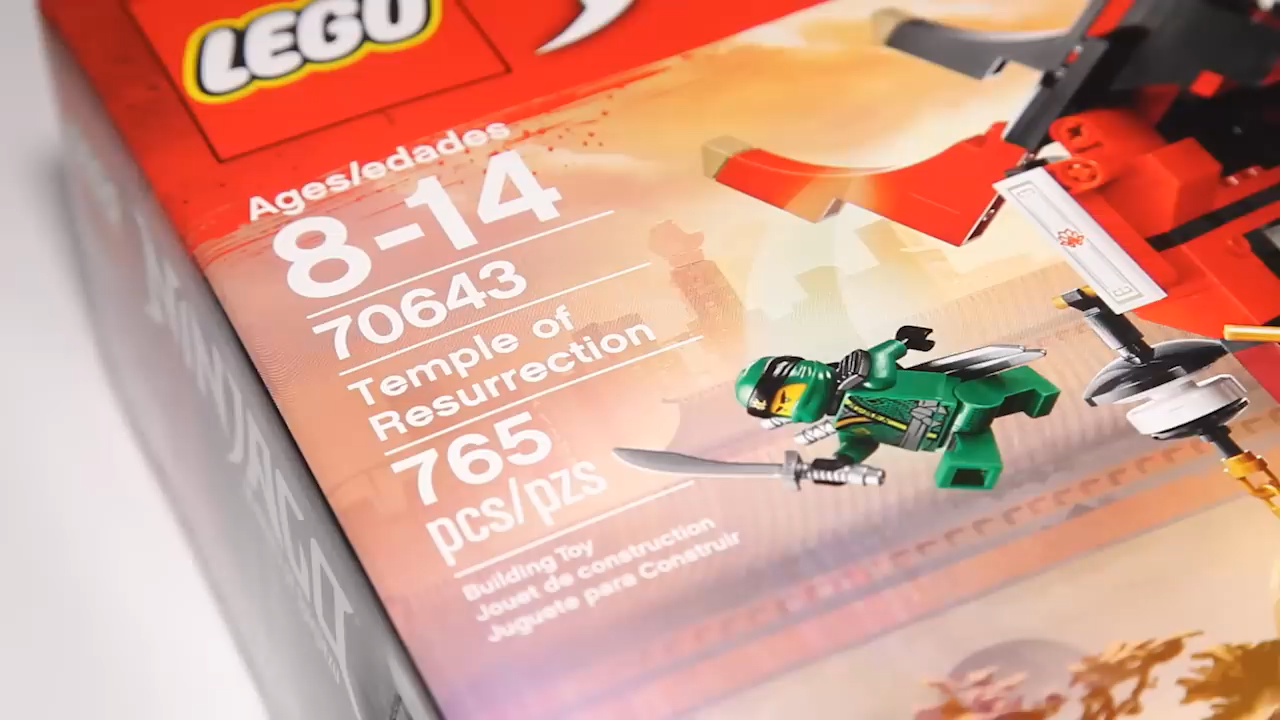 LEGO
Ages/edades
8-14
70643
Temple of
Resurrection
765
pcs/pzs
Building Toy
Jouet de construction
Juguete para Construir
NINJAGO